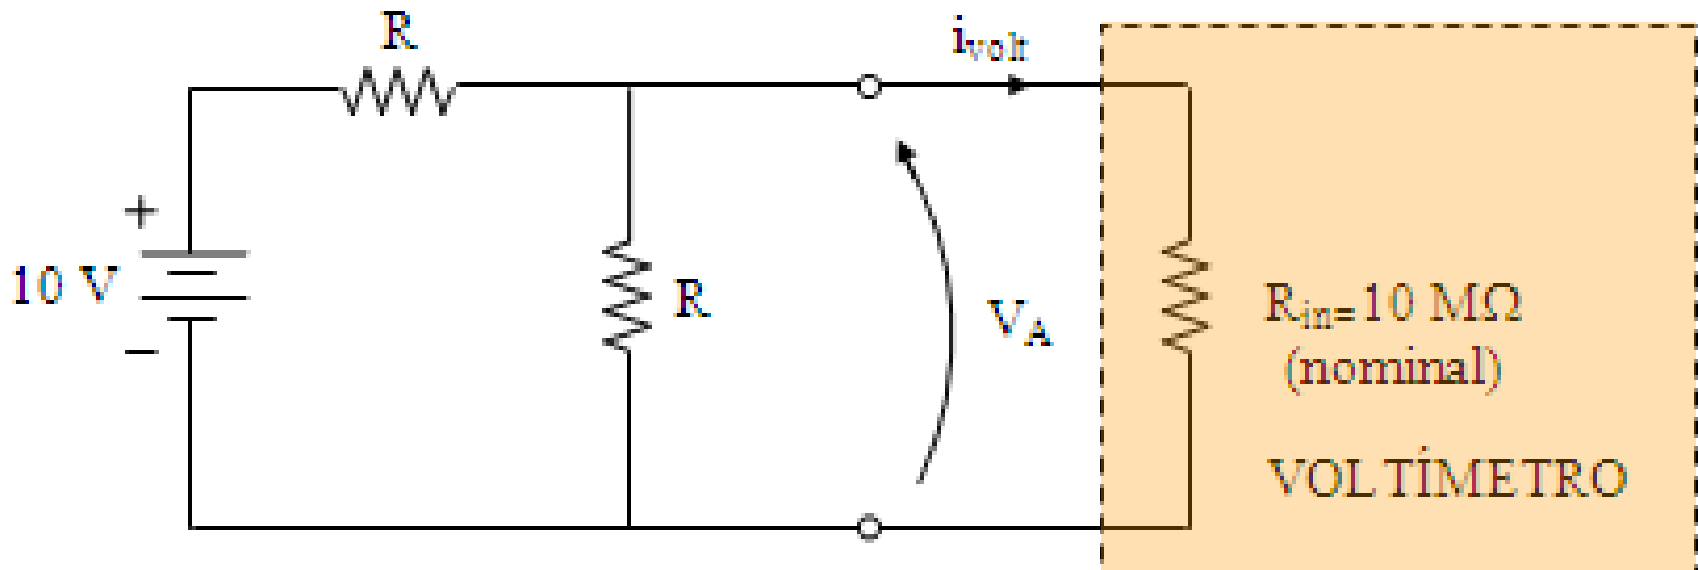 R
i_volt
+
10 V
−
R
V_A
R_in=10 MΩ
(nominal)
VOLTÍMETRO